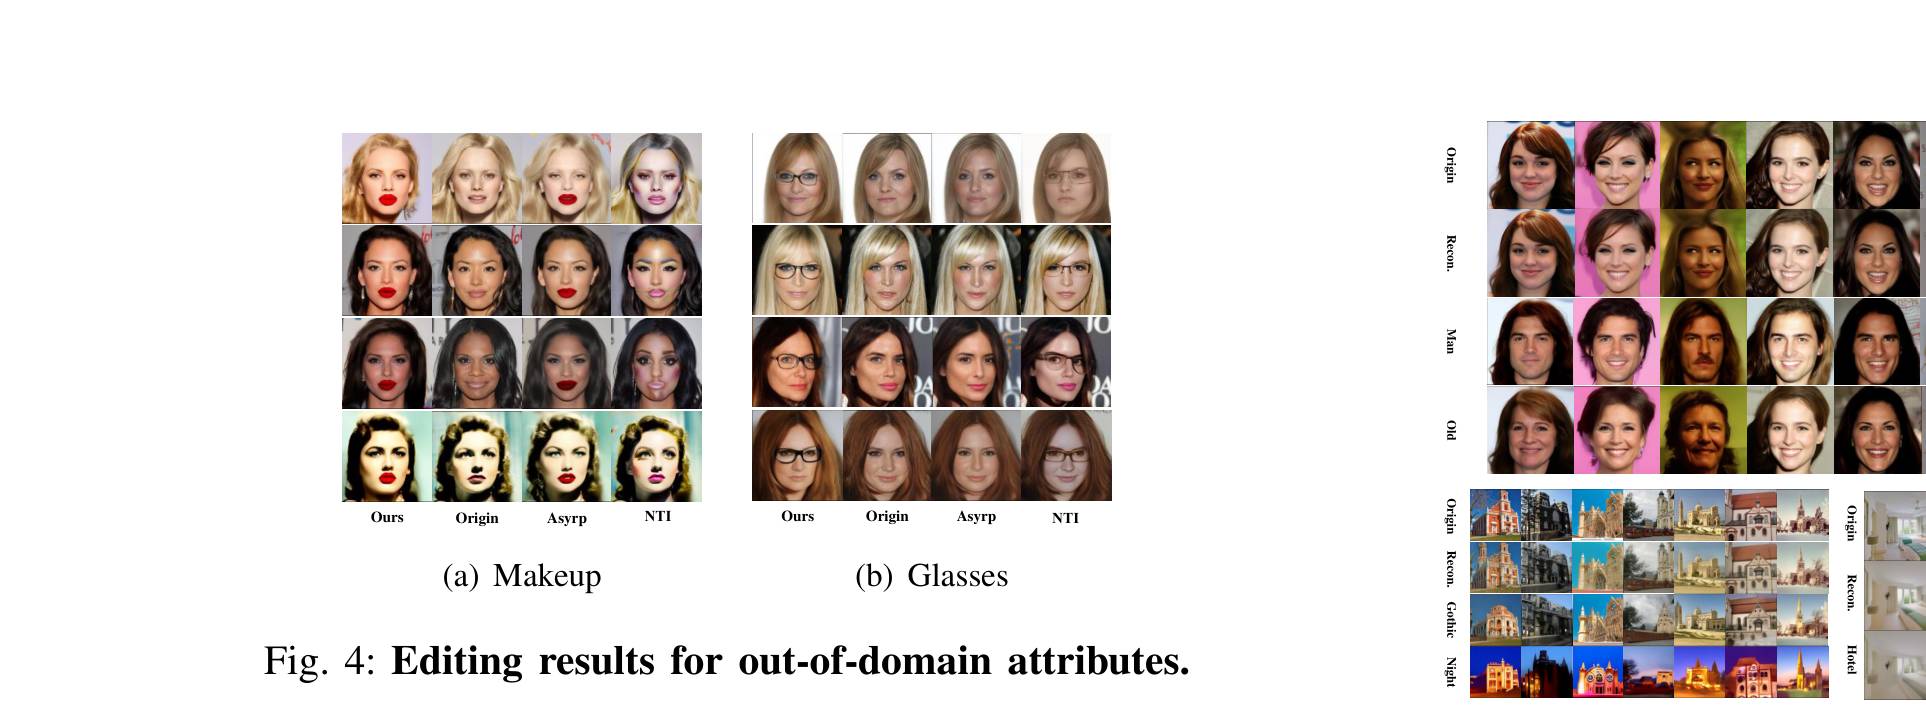 Ours Origin Asyrp NTI
(a) Makeup
Ours Origin Asyrp NTI
(b) Glasses
Fig. 4: Editing results for out-of-domain attributes.
Origin
Recon.
Man
Old
Origin
Recon.
Gothic
Night
Origin
Recon.
Hotel